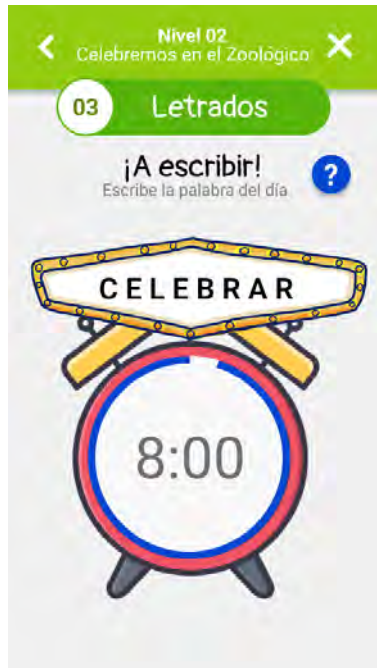 Nivel 02
Celebremos en el Zoológico
03 Letrados
¡A escribir!
?
Escribe la palabra del día
CELEBRAR
8:00